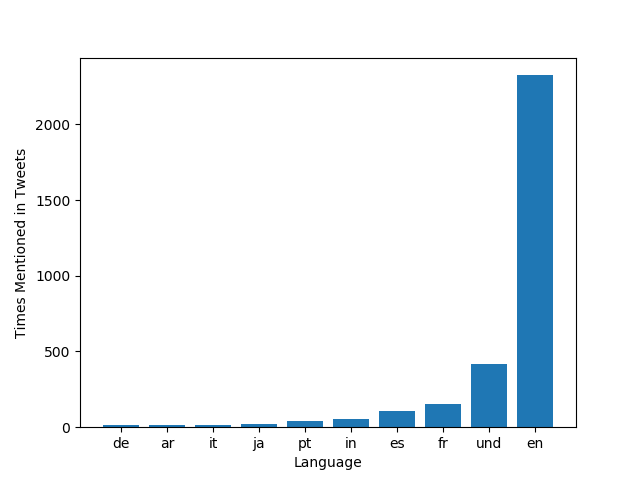 2000
1500
1000
500
0
Times Mentioned in Tweets
de ar it ja pt in es fr und en
Language